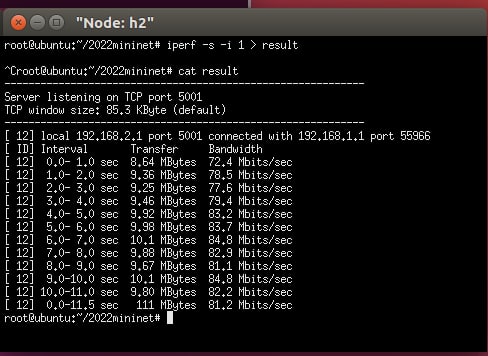 "Node: h2"
root@ubuntu:~/2022mininet# iperf -s -i 1 > result
^Croot@ubuntu:~/2022mininet# cat result
------------------------------------------------------------
Server listening on TCP port 5001
TCP window size: 85.3 KByte (default)
------------------------------------------------------------
[ 12] local 192.168.2.1 port 5001 connected with 192.168.1.1 port 55966
[ ID] Interval       Transfer     Bandwidth
[ 12]  0.0- 1.0 sec  8.64 MBytes  72.4 Mbits/sec
[ 12]  1.0- 2.0 sec  9.36 MBytes  78.5 Mbits/sec
[ 12]  2.0- 3.0 sec  9.25 MBytes  77.6 Mbits/sec
[ 12]  3.0- 4.0 sec  9.46 MBytes  79.4 Mbits/sec
[ 12]  4.0- 5.0 sec  9.92 MBytes  83.2 Mbits/sec
[ 12]  5.0- 6.0 sec  9.98 MBytes  83.7 Mbits/sec
[ 12]  6.0- 7.0 sec  10.1 MBytes  84.8 Mbits/sec
[ 12]  7.0- 8.0 sec  9.88 MBytes  82.9 Mbits/sec
[ 12]  8.0- 9.0 sec  9.67 MBytes  81.1 Mbits/sec
[ 12]  9.0-10.0 sec  10.1 MBytes  84.8 Mbits/sec
[ 12] 10.0-11.0 sec  9.80 MBytes  82.2 Mbits/sec
[ 12]  0.0-11.5 sec   111 MBytes  81.2 Mbits/sec
root@ubuntu:~/2022mininet#